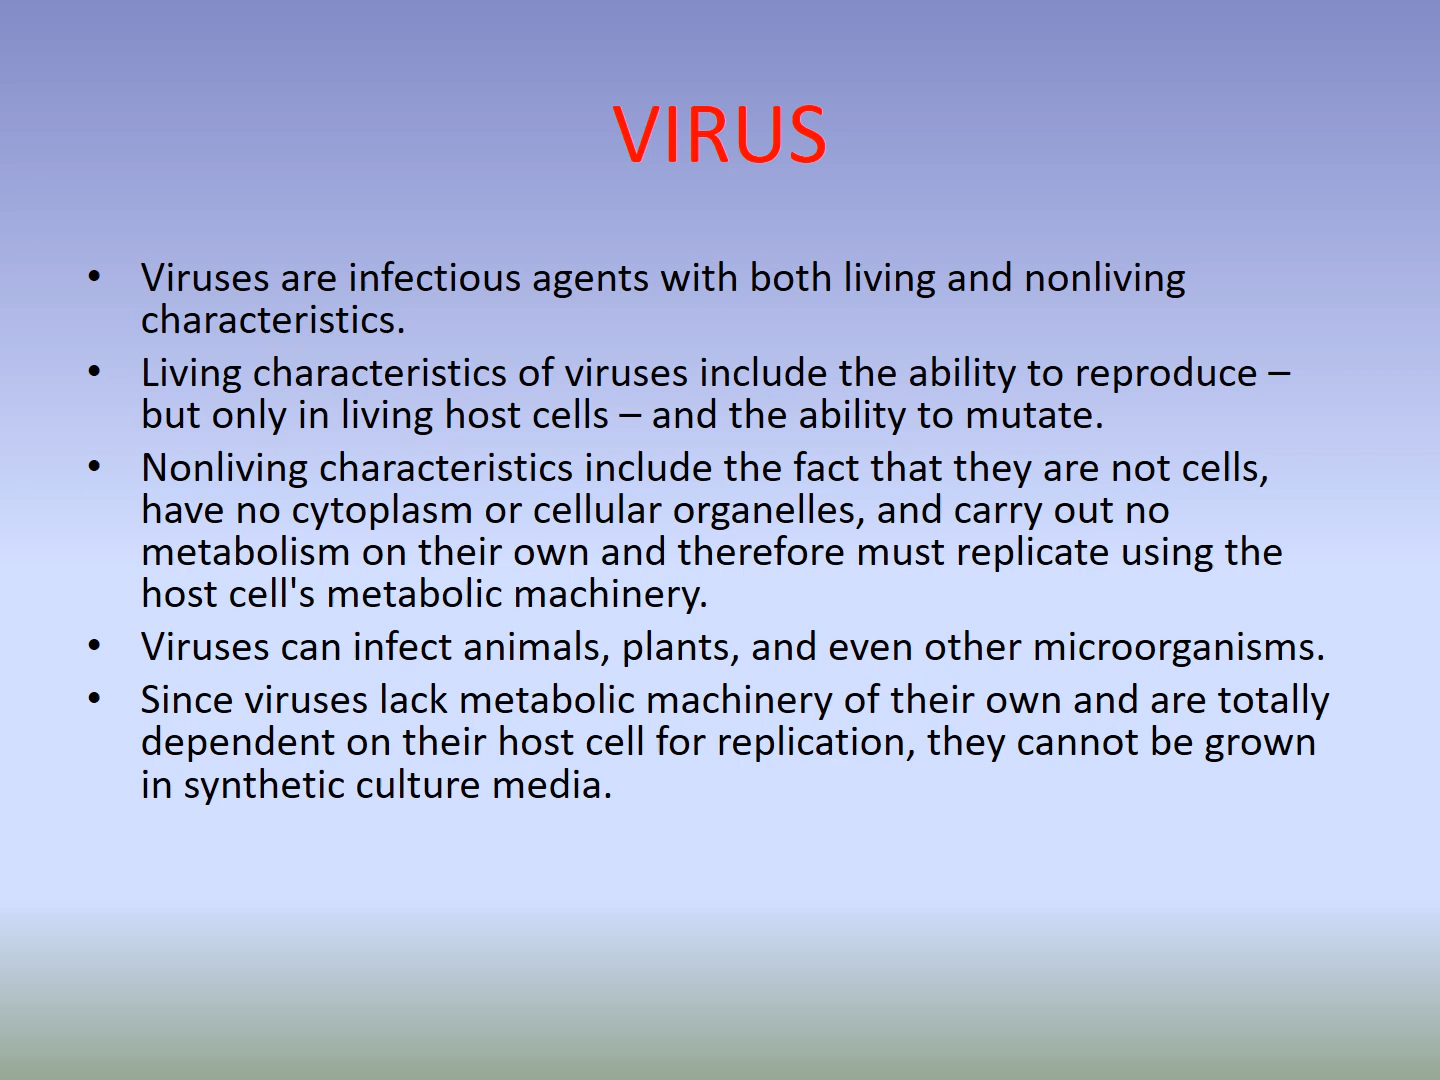 VIRUS
• Viruses are infectious agents with both living and nonliving
characteristics.
• Living characteristics of viruses include the ability to reproduce –
but only in living host cells – and the ability to mutate.
• Nonliving characteristics include the fact that they are not cells,
have no cytoplasm or cellular organelles, and carry out no
metabolism on their own and therefore must replicate using the
host cell's metabolic machinery.
• Viruses can infect animals, plants, and even other microorganisms.
• Since viruses lack metabolic machinery of their own and are totally
dependent on their host cell for replication, they cannot be grown
in synthetic culture media.